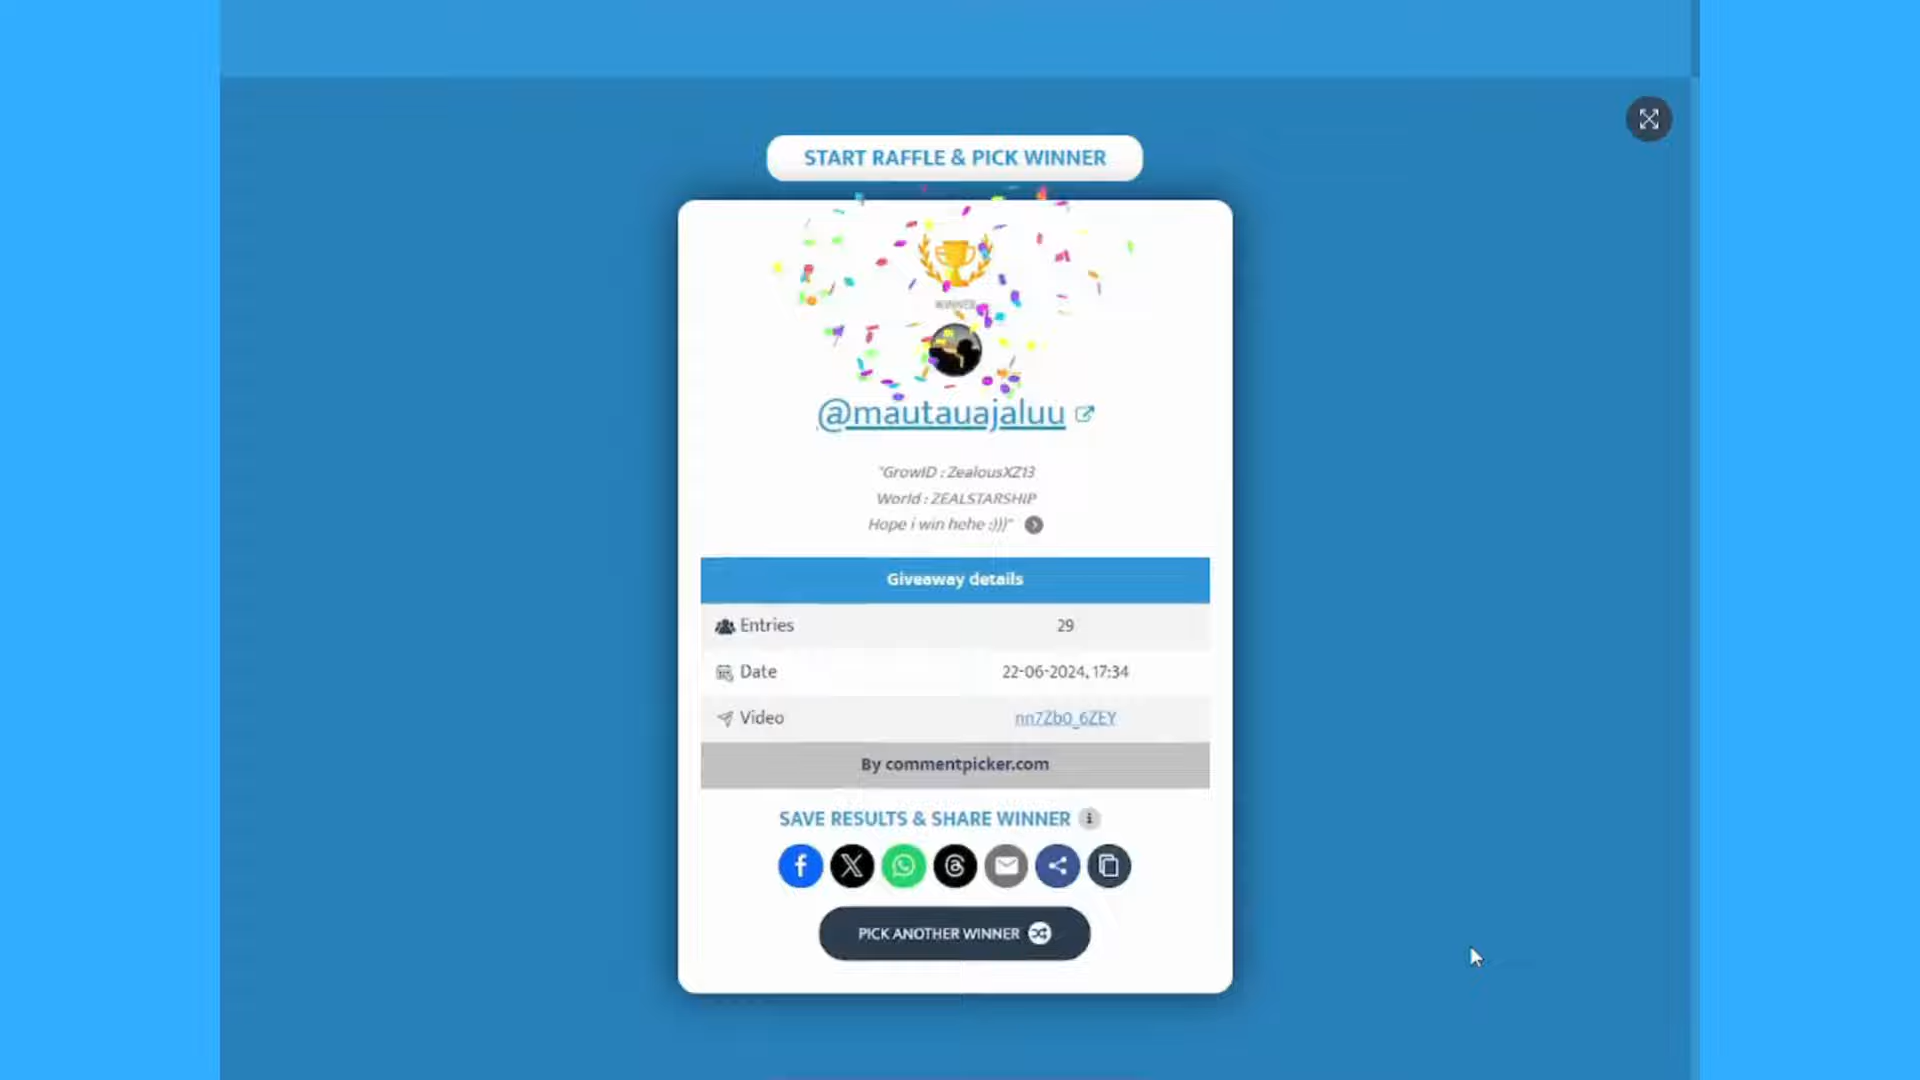 START RAFFLE & PICK WINNER
WINNER
@mautauajaluu
"GrowID : ZealousXZ13
World : ZEALSTARSHIP
Hope i win hehe :)))"
Giveaway details
Entries 29
Date 22-06-2024, 17:34
Video nn7Zb0_6ZEY
By commentpicker.com
SAVE RESULTS & SHARE WINNER
PICK ANOTHER WINNER